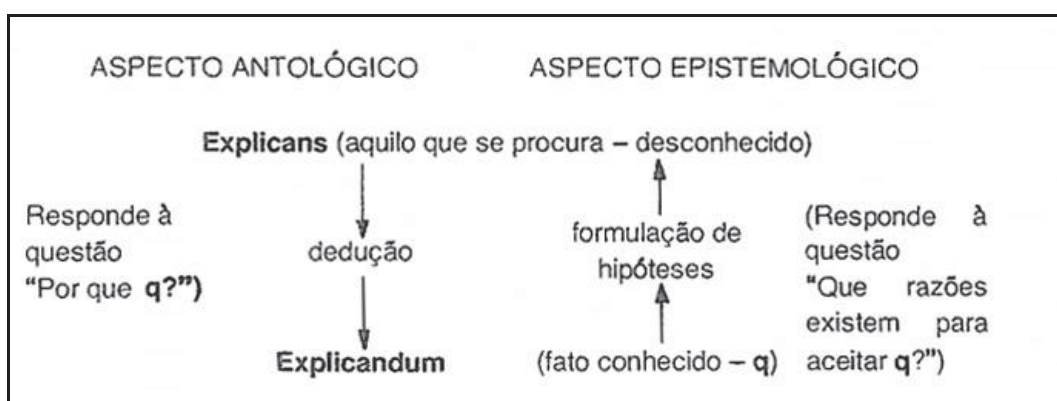 ASPECTO ANTOLÓGICO ASPECTO EPISTEMOLÓGICO
Explicans (aquilo que se procura – desconhecido)
Responde à
questão
“Por que q?”)
dedução
formulação de
hipóteses
(Responde à
questão
“Que razões
existem para
aceitar q?”)
Explicandum
(fato conhecido – q)